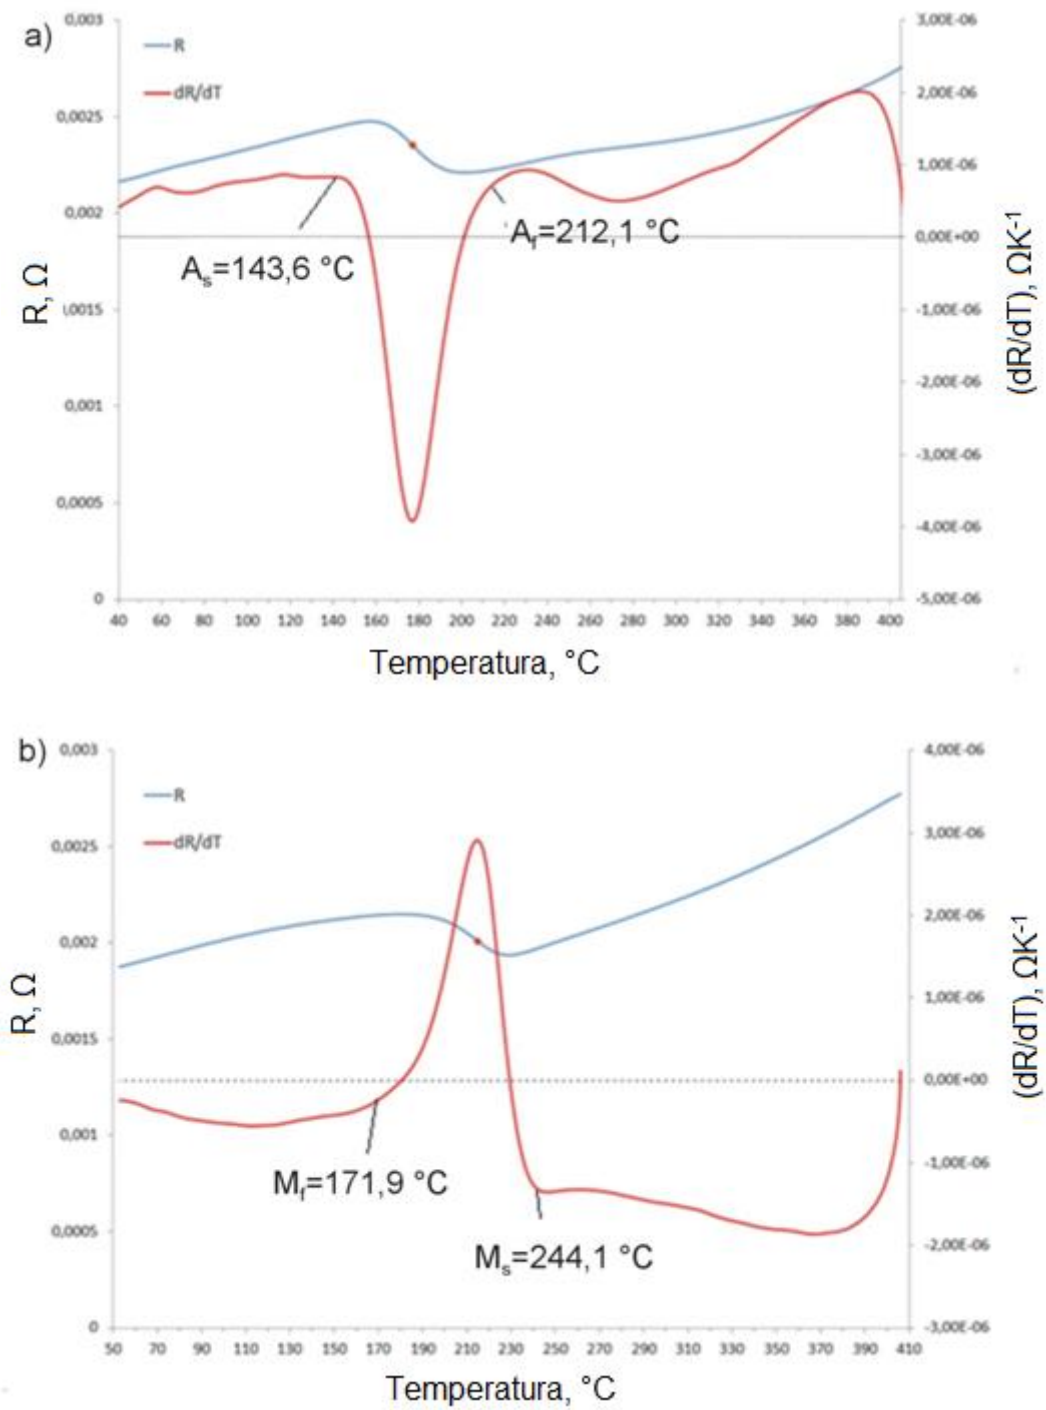 a)
0,003
3,00E-06
R
dR/dT
0,0025
2,00E-06
1,00E-06
0,002
0,00E+00
As=143,6 °C
Af=212,1 °C
R, Ω
,0015
-1,00E-06
(dR/dT), ΩK-1
-2,00E-06
0,001
-3,00E-06
0,0005
-4,00E-06
0
-5,00E-06
40 60 80 100 120 140 160 180 200 220 240 260 280 300 320 340 360 380 400
Temperatura, °C
b)
0,003
4,00E-06
R
dR/dT
0,0025
3,00E-06
0,002
2,00E-06
R, Ω
1,00E-06
(dR/dT), ΩK-1
0,0015
0,00E+00
0,001
Mf=171,9 °C
-1,00E-06
0,0005
Ms=244,1 °C
-2,00E-06
0
-3,00E-06
50 70 90 110 130 150 170 190 210 230 250 270 290 310 330 350 370 390 410
Temperatura, °C